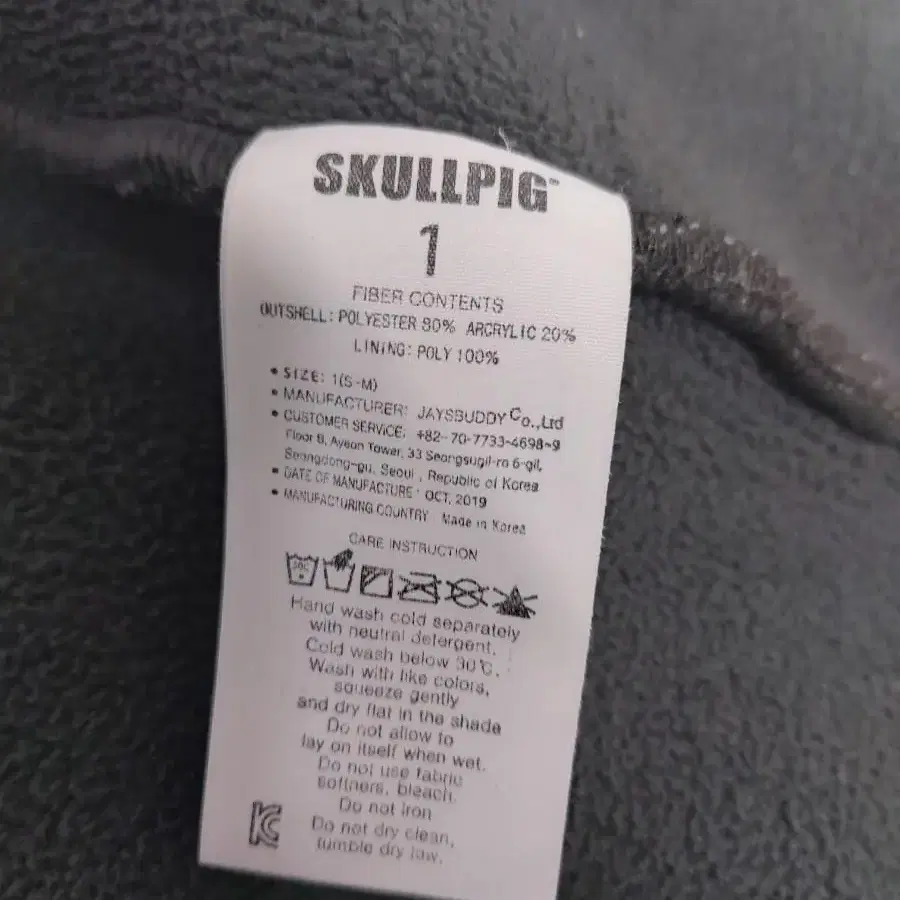 SKULLPIG™
1
FIBER CONTENTS
OUTSHELL: POLYESTER 80% ARCRYLIC 20%
LINING: POLY 100%
• SIZE: 1(S-M)
• MANUFACTURER: JAYSBUDDY Co.,Ltd
• CUSTOMER SERVICE: +82-70-7733-4698~9
Floor 8, Ayeon Tower, 33 Seongsugil-ro 6-gil,
Seongdong-gu, Seoul , Republic of Korea
• DATE OF MANUFACTURE : OCT, 2019
• MANUFACTURING COUNTRY Made in Korea
CARE INSTRUCTION
30C
Hand wash cold separately
with neutral detergent.
Cold wash below 30℃.
Wash with like colors,
squeeze gently
and dry flat in the shade
Do not allow to
lay on itself when wet.
Do not use fabric
softners, bleach.
Do not iron
Do not dry clean,
tumble dry low.
KC